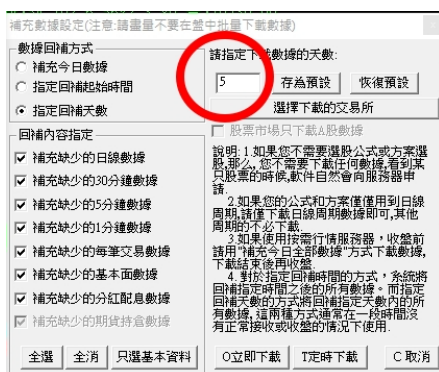 補充數據設定(注意:請盡量不要在盤中批量下載數據)
數據回補方式
補充今日數據
指定回補起始時間
指定回補天數
請指定下載數據的天數:
5
存為預設
恢復預設
選擇下載的交易所
股票市場只下載A股數據
回補內容指定
補充缺少的日線數據
補充缺少的30分鐘數據
補充缺少的5分鐘數據
補充缺少的1分鐘數據
補充缺少的每筆交易數據
補充缺少的基本面數據
補充缺少的分紅配息數據
補充缺少的期貨持倉數據
說明: 1.如果您不需要選股公式或方案選
股,那么, 您不需要下載任何數據,看到某
只股票的時候,軟件自然會向服務器申
請.
2.如果您的公式和方案僅僅用到日線
周期,請僅下載日線周期數據即可,其他
周期的不必下載.
3.如果使用按需行情服務器，收盤前
請用"補充今日全部數據"方式下載數據,
下載結束後再收盤.
4. 對於指定回補時間的方式，系統將
回補指定時間之後的所有數據。而指定
回補天數的方式將回補指定天數內的所
有數據, 這兩種方式通常在一段時間沒
有正常接收或收盤的情況下使用.
全選
全消
只選基本資料
O立即下載
T定時下載
C 取消